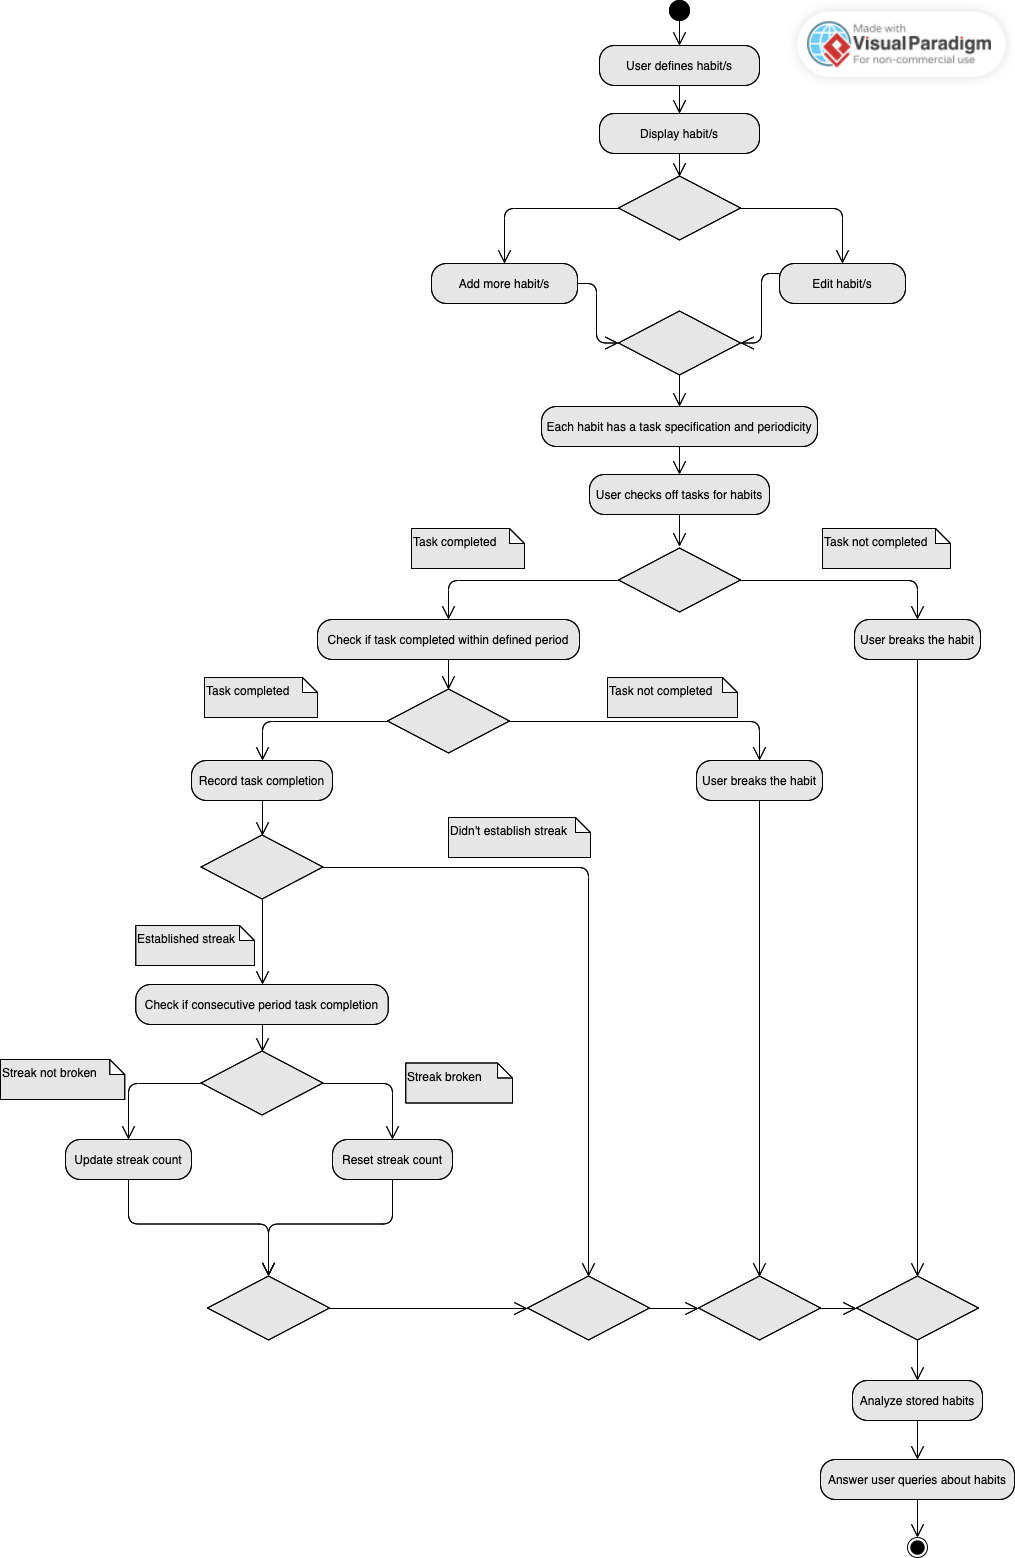 Made with
Visual Paradigm
For non-commercial use
User defines habit/s
Display habit/s
Add more habit/s
Edit habit/s
Each habit has a task specification and periodicity
User checks off tasks for habits
Task completed
Task not completed
Check if task completed within defined period
User breaks the habit
Task completed
Task not completed
Record task completion
User breaks the habit
Didn't establish streak
Established streak
Check if consecutive period task completion
Streak not broken
Streak broken
Update streak count
Reset streak count
Analyze stored habits
Answer user queries about habits